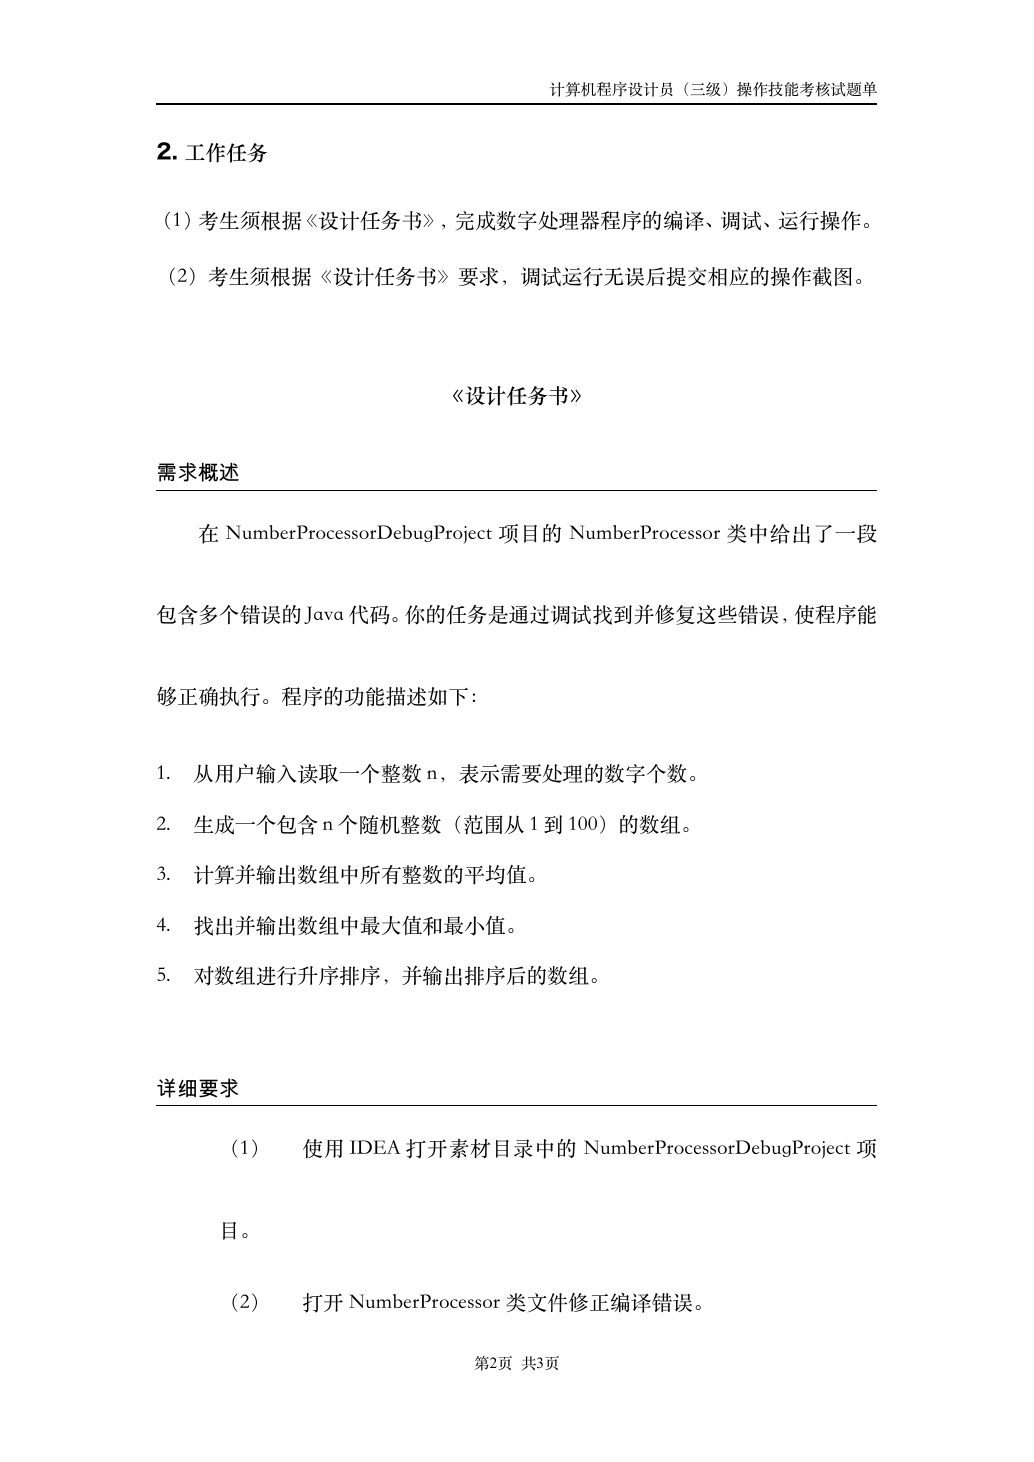 计算机程序设计员（三级）操作技能考核试题单
2. 工作任务
（1）考生须根据《设计任务书》，完成数字处理器程序的编译、调试、运行操作。
（2）考生须根据《设计任务书》要求，调试运行无误后提交相应的操作截图。
《设计任务书》
需求概述
在 NumberProcessorDebugProject 项目的 NumberProcessor 类中给出了一段
包含多个错误的 Java 代码。你的任务是通过调试找到并修复这些错误，使程序能
够正确执行。程序的功能描述如下：
1. 从用户输入读取一个整数 n，表示需要处理的数字个数。
2. 生成一个包含 n 个随机整数（范围从 1 到 100）的数组。
3. 计算并输出数组中所有整数的平均值。
4. 找出并输出数组中最大值和最小值。
5. 对数组进行升序排序，并输出排序后的数组。
详细要求
（1） 使用 IDEA 打开素材目录中的 NumberProcessorDebugProject 项
目。
（2） 打开 NumberProcessor 类文件修正编译错误。
第2页 共3页